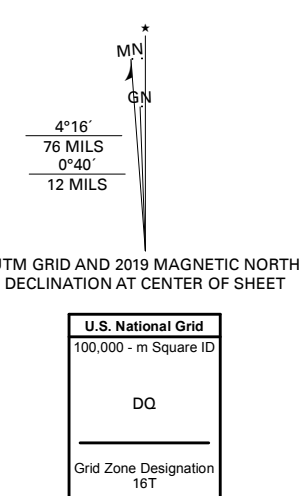 MN
GN
4°16´
76 MILS
0°40´
12 MILS
UTM GRID AND 2019 MAGNETIC NORTH
DECLINATION AT CENTER OF SHEET
U.S. National Grid
100,000 - m Square ID
DQ
Grid Zone Designation
16T